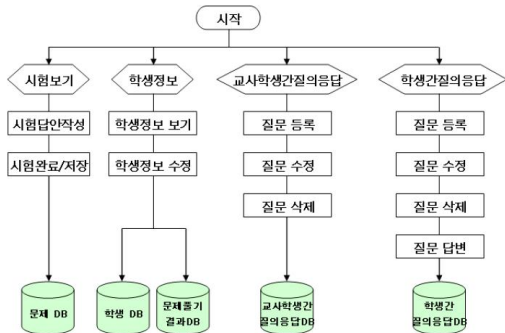 시작
시험보기
학생정보
교사학생간질의응답
학생간질의응답
시험답안작성
학생정보 보기
질문 등록
질문 등록
시험완료/저장
학생정보 수정
질문 수정
질문 수정
질문 삭제
질문 삭제
질문 답변
문제 DB
학생 DB
문제풀기
결과DB
교사학생간
질의응답DB
학생간
질의응답DB